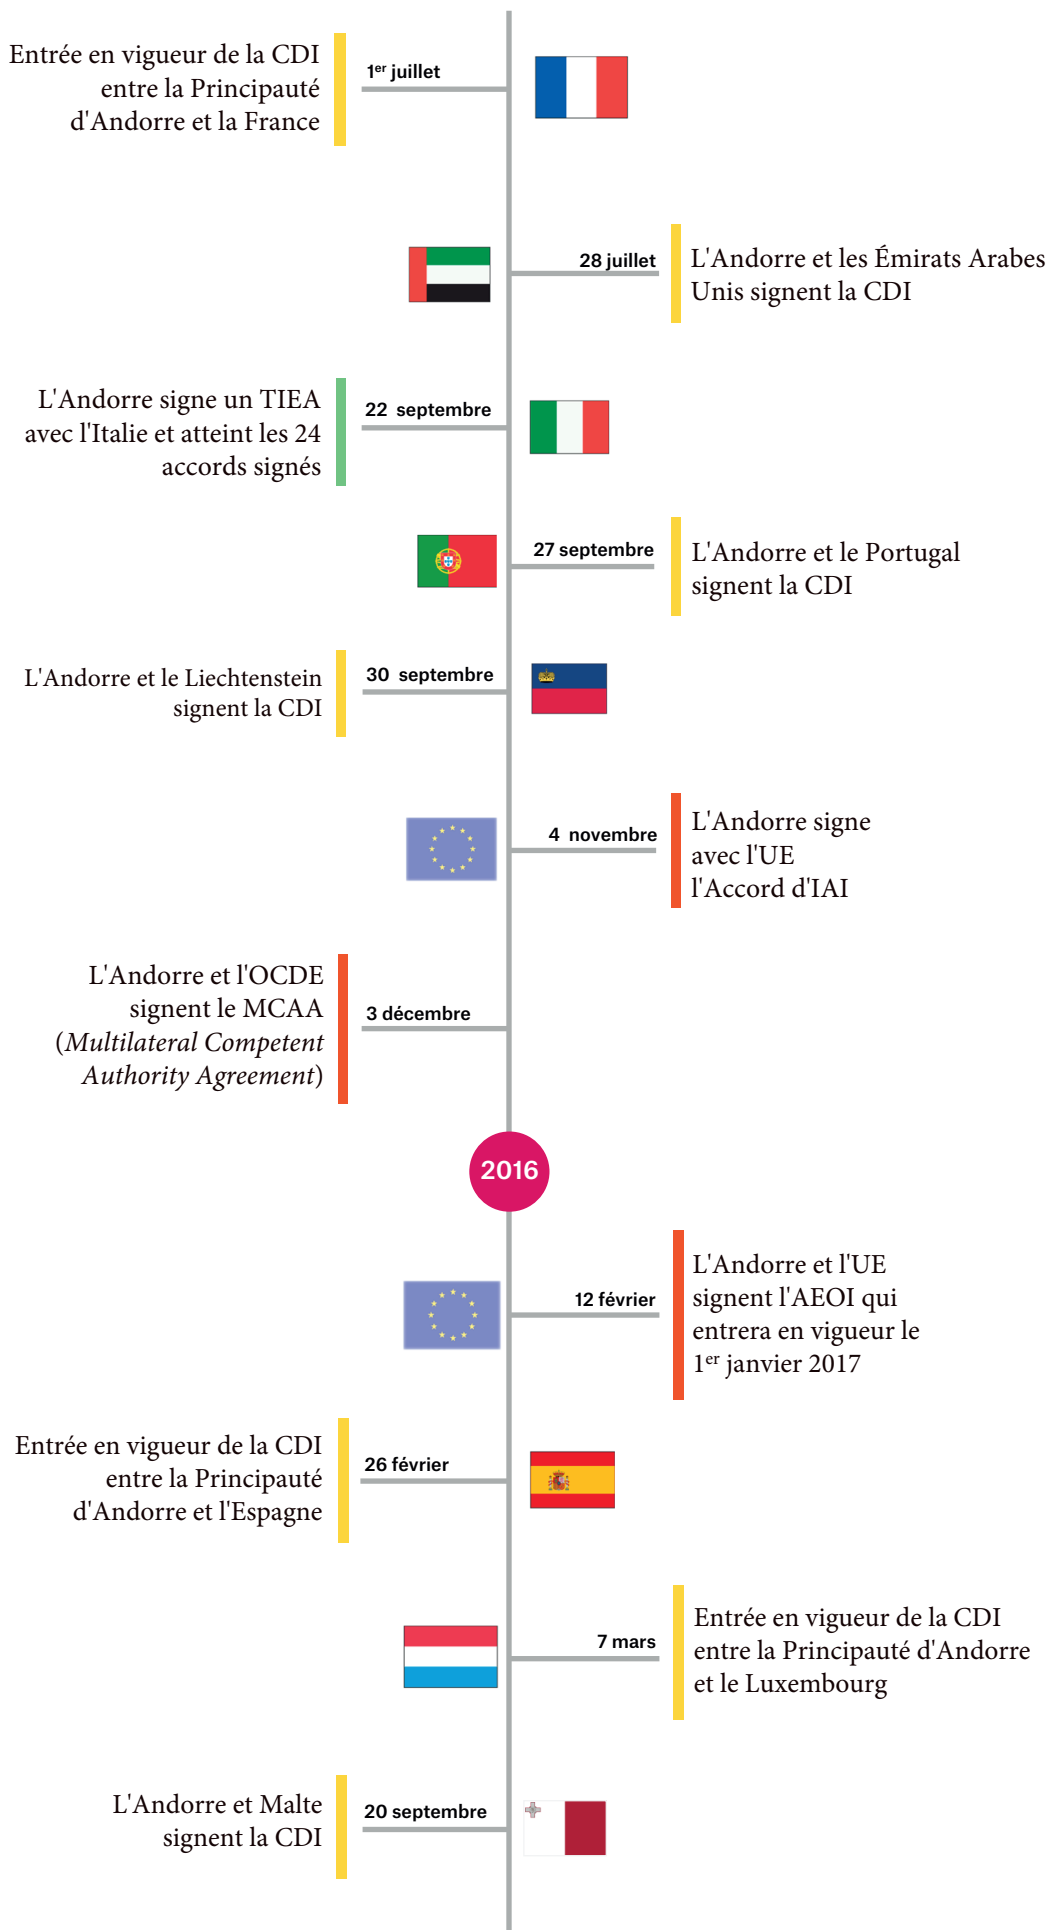 Entrée en vigueur de la CDI
entre la Principauté
d'Andorre et la France
1er juillet
28 juillet
L'Andorre et les Émirats Arabes
Unis signent la CDI
L'Andorre signe un TIEA
avec l'Italie et atteint les 24
accords signés
22 septembre
27 septembre
L'Andorre et le Portugal
signent la CDI
L'Andorre et le Liechtenstein
signent la CDI
30 septembre
4 novembre
L'Andorre signe
avec l'UE
l'Accord d'IAI
L'Andorre et l'OCDE
signent le MCAA
(Multilateral Competent
Authority Agreement)
3 décembre
2016
12 février
L'Andorre et l'UE
signent l'AEOI qui
entrera en vigueur le
1er janvier 2017
Entrée en vigueur de la CDI
entre la Principauté
d'Andorre et l'Espagne
26 février
7 mars
Entrée en vigueur de la CDI
entre la Principauté d'Andorre
et le Luxembourg
L'Andorre et Malte
signent la CDI
20 septembre